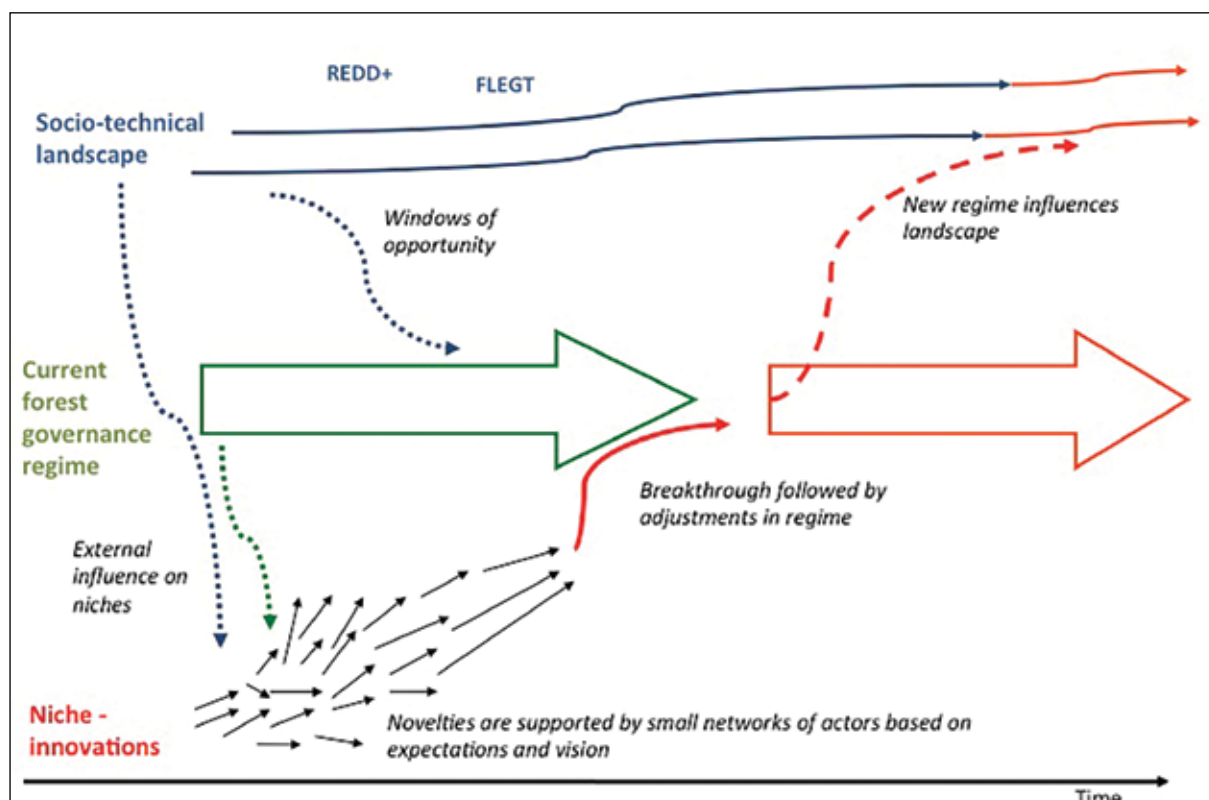 REDD+
FLEGT
Socio-technical
landscape
Windows of
opportunity
New regime influences
landscape
Current
forest
governance
regime
Breakthrough followed by
adjustments in regime
External
influence on
niches
Niche -
innovations
Novelties are supported by small networks of actors based on
expectations and vision
Time